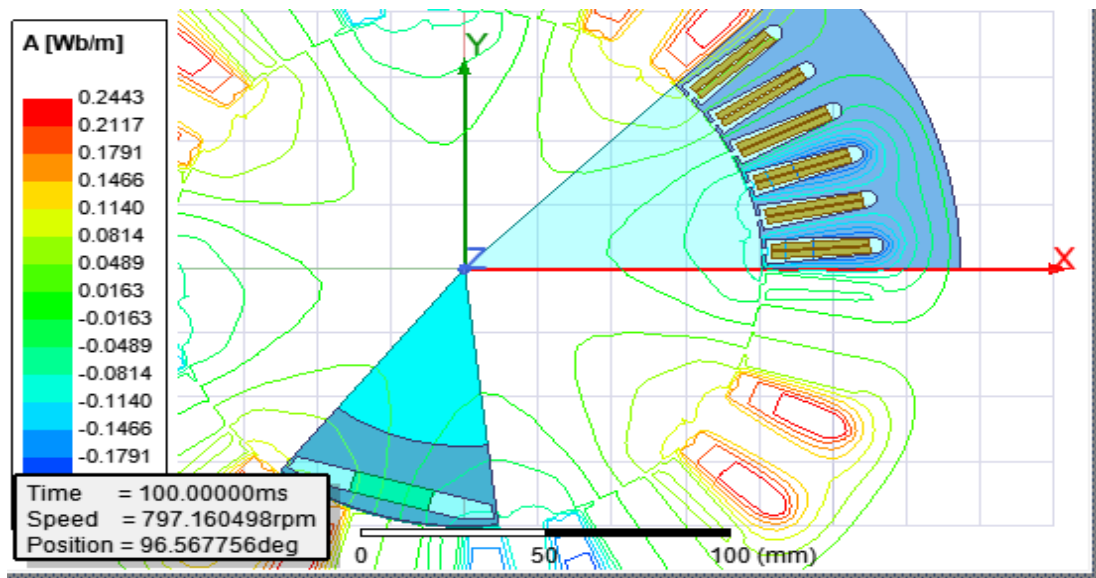 A [Wb/m]
0.2443
0.2117
0.1791
0.1466
0.1140
0.0814
0.0489
0.0163
-0.0163
-0.0489
-0.0814
-0.1140
-0.1466
-0.1791
Time = 100.00000ms
Speed = 797.160498rpm
Position = 96.567756deg
Y
Z
X
0 50 100 (mm)